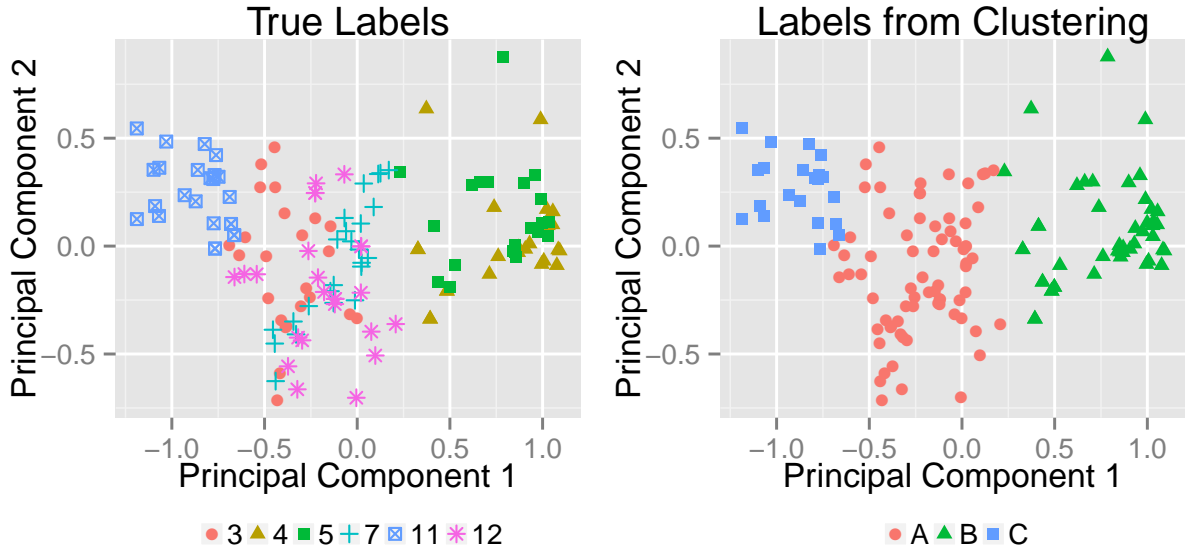 True Labels
Principal Component 2
0.5
0.0
−0.5
−1.0 −0.5 0.0 0.5 1.0
Principal Component 1
3 4 5 7 11 12
Labels from Clustering
Principal Component 2
0.5
0.0
−0.5
−1.0 −0.5 0.0 0.5 1.0
Principal Component 1
A B C